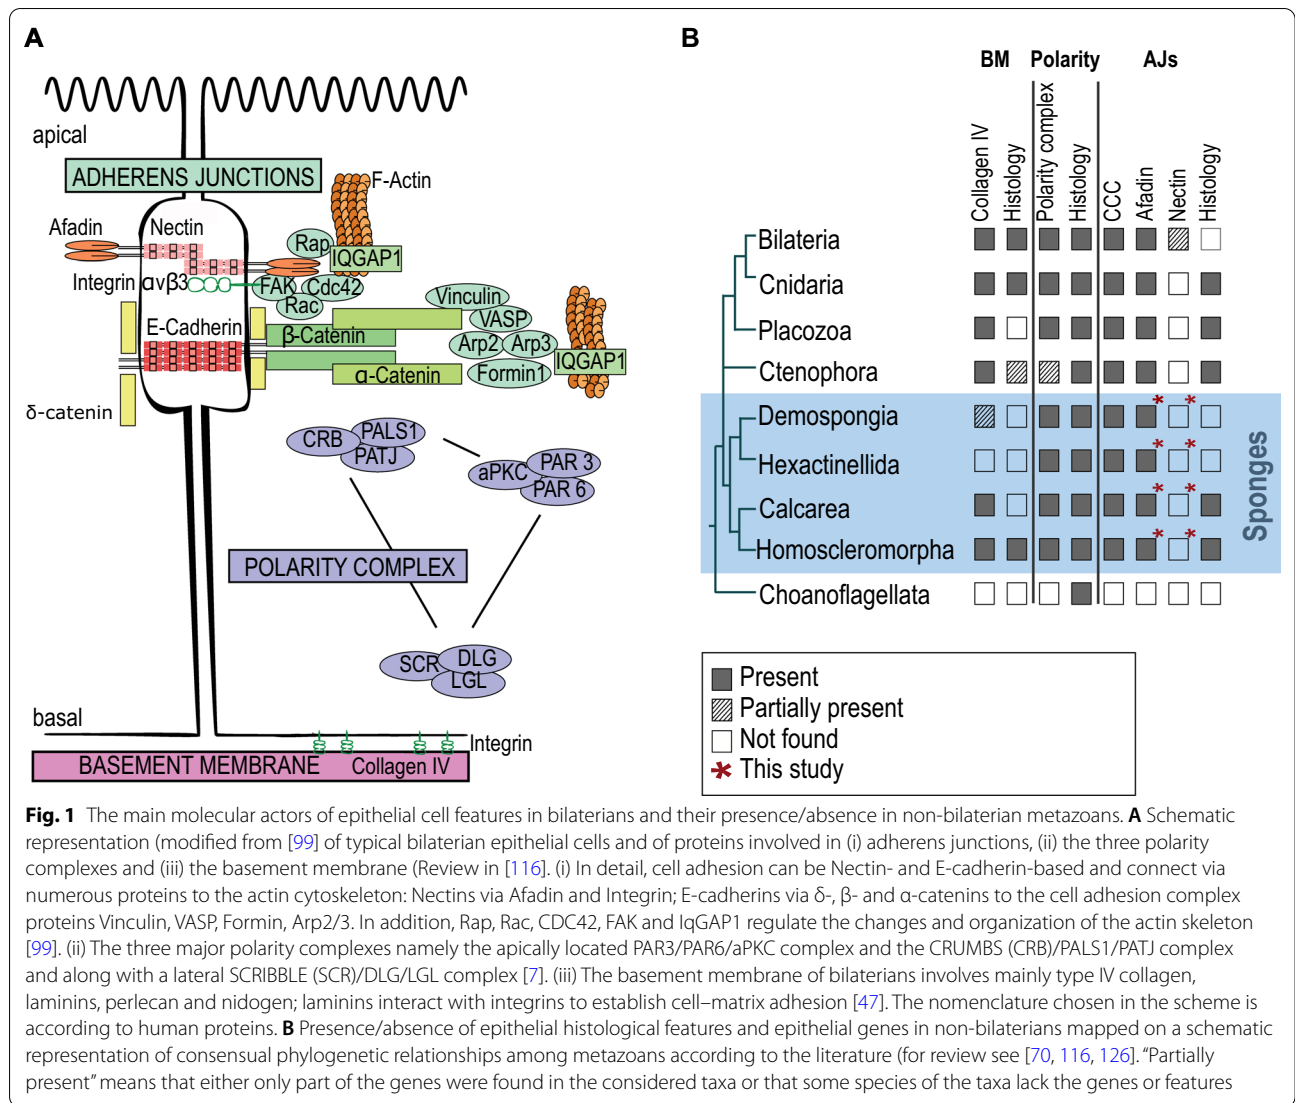 A
apical
ADHERENS JUNCTIONS
F-Actin
Afadin
Nectin
Rap
IQGAP1
Integrin αvβ3
FAK
Cdc42
Rac
Vinculin
VASP
E-Cadherin
β-Catenin
Arp2
Arp3
IQGAP1
α-Catenin
Formin1
δ-catenin
CRB
PALS1
PATJ
aPKC
PAR 3
PAR 6
POLARITY COMPLEX
SCR
DLG
LGL
basal
Integrin
BASEMENT MEMBRANE
Collagen IV
B
BM
Polarity
AJs
Collagen IV
Histology
Polarity complex
Histology
CCC
Afadin
Nectin
Histology
Bilateria
Cnidaria
Placozoa
Ctenophora
Demospongia
Hexactinellida
Calcarea
Homoscleromorpha
Choanoflagellata
Sponges
Present
Partially present
Not found
* This study
Fig. 1 The main molecular actors of epithelial cell features in bilaterians and their presence/absence in non-bilaterian metazoans. A Schematic
representation (modified from [99] of typical bilaterian epithelial cells and of proteins involved in (i) adherens junctions, (ii) the three polarity
complexes and (iii) the basement membrane (Review in [116]. (i) In detail, cell adhesion can be Nectin- and E-cadherin-based and connect via
numerous proteins to the actin cytoskeleton: Nectins via Afadin and Integrin; E-cadherins via δ-, β- and α-catenins to the cell adhesion complex
proteins Vinculin, VASP, Formin, Arp2/3. In addition, Rap, Rac, CDC42, FAK and IqGAP1 regulate the changes and organization of the actin skeleton
[99]. (ii) The three major polarity complexes namely the apically located PAR3/PAR6/aPKC complex and the CRUMBS (CRB)/PALS1/PATJ complex
and along with a lateral SCRIBBLE (SCR)/DLG/LGL complex [7]. (iii) The basement membrane of bilaterians involves mainly type IV collagen,
laminins, perlecan and nidogen; laminins interact with integrins to establish cell–matrix adhesion [47]. The nomenclature chosen in the scheme is
according to human proteins. B Presence/absence of epithelial histological features and epithelial genes in non-bilaterians mapped on a schematic
representation of consensual phylogenetic relationships among metazoans according to the literature (for review see [70, 116, 126]. “Partially
present” means that either only part of the genes were found in the considered taxa or that some species of the taxa lack the genes or features